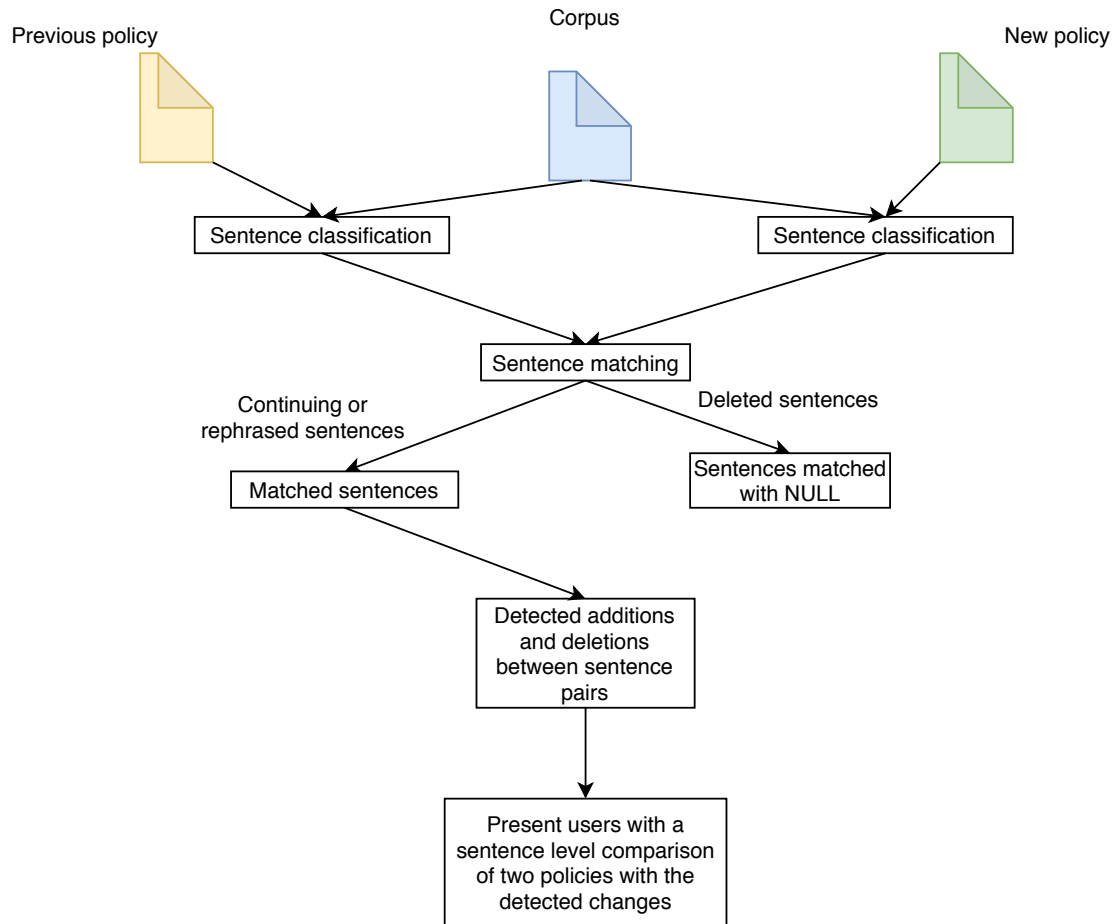 Corpus
Previous policy
New policy
Sentence classification
Sentence classification
Sentence matching
Continuing or
rephrased sentences
Deleted sentences
Matched sentences
Sentences matched
with NULL
Detected additions
and deletions
between sentence
pairs
Present users with a
sentence level comparison
of two policies with the
detected changes